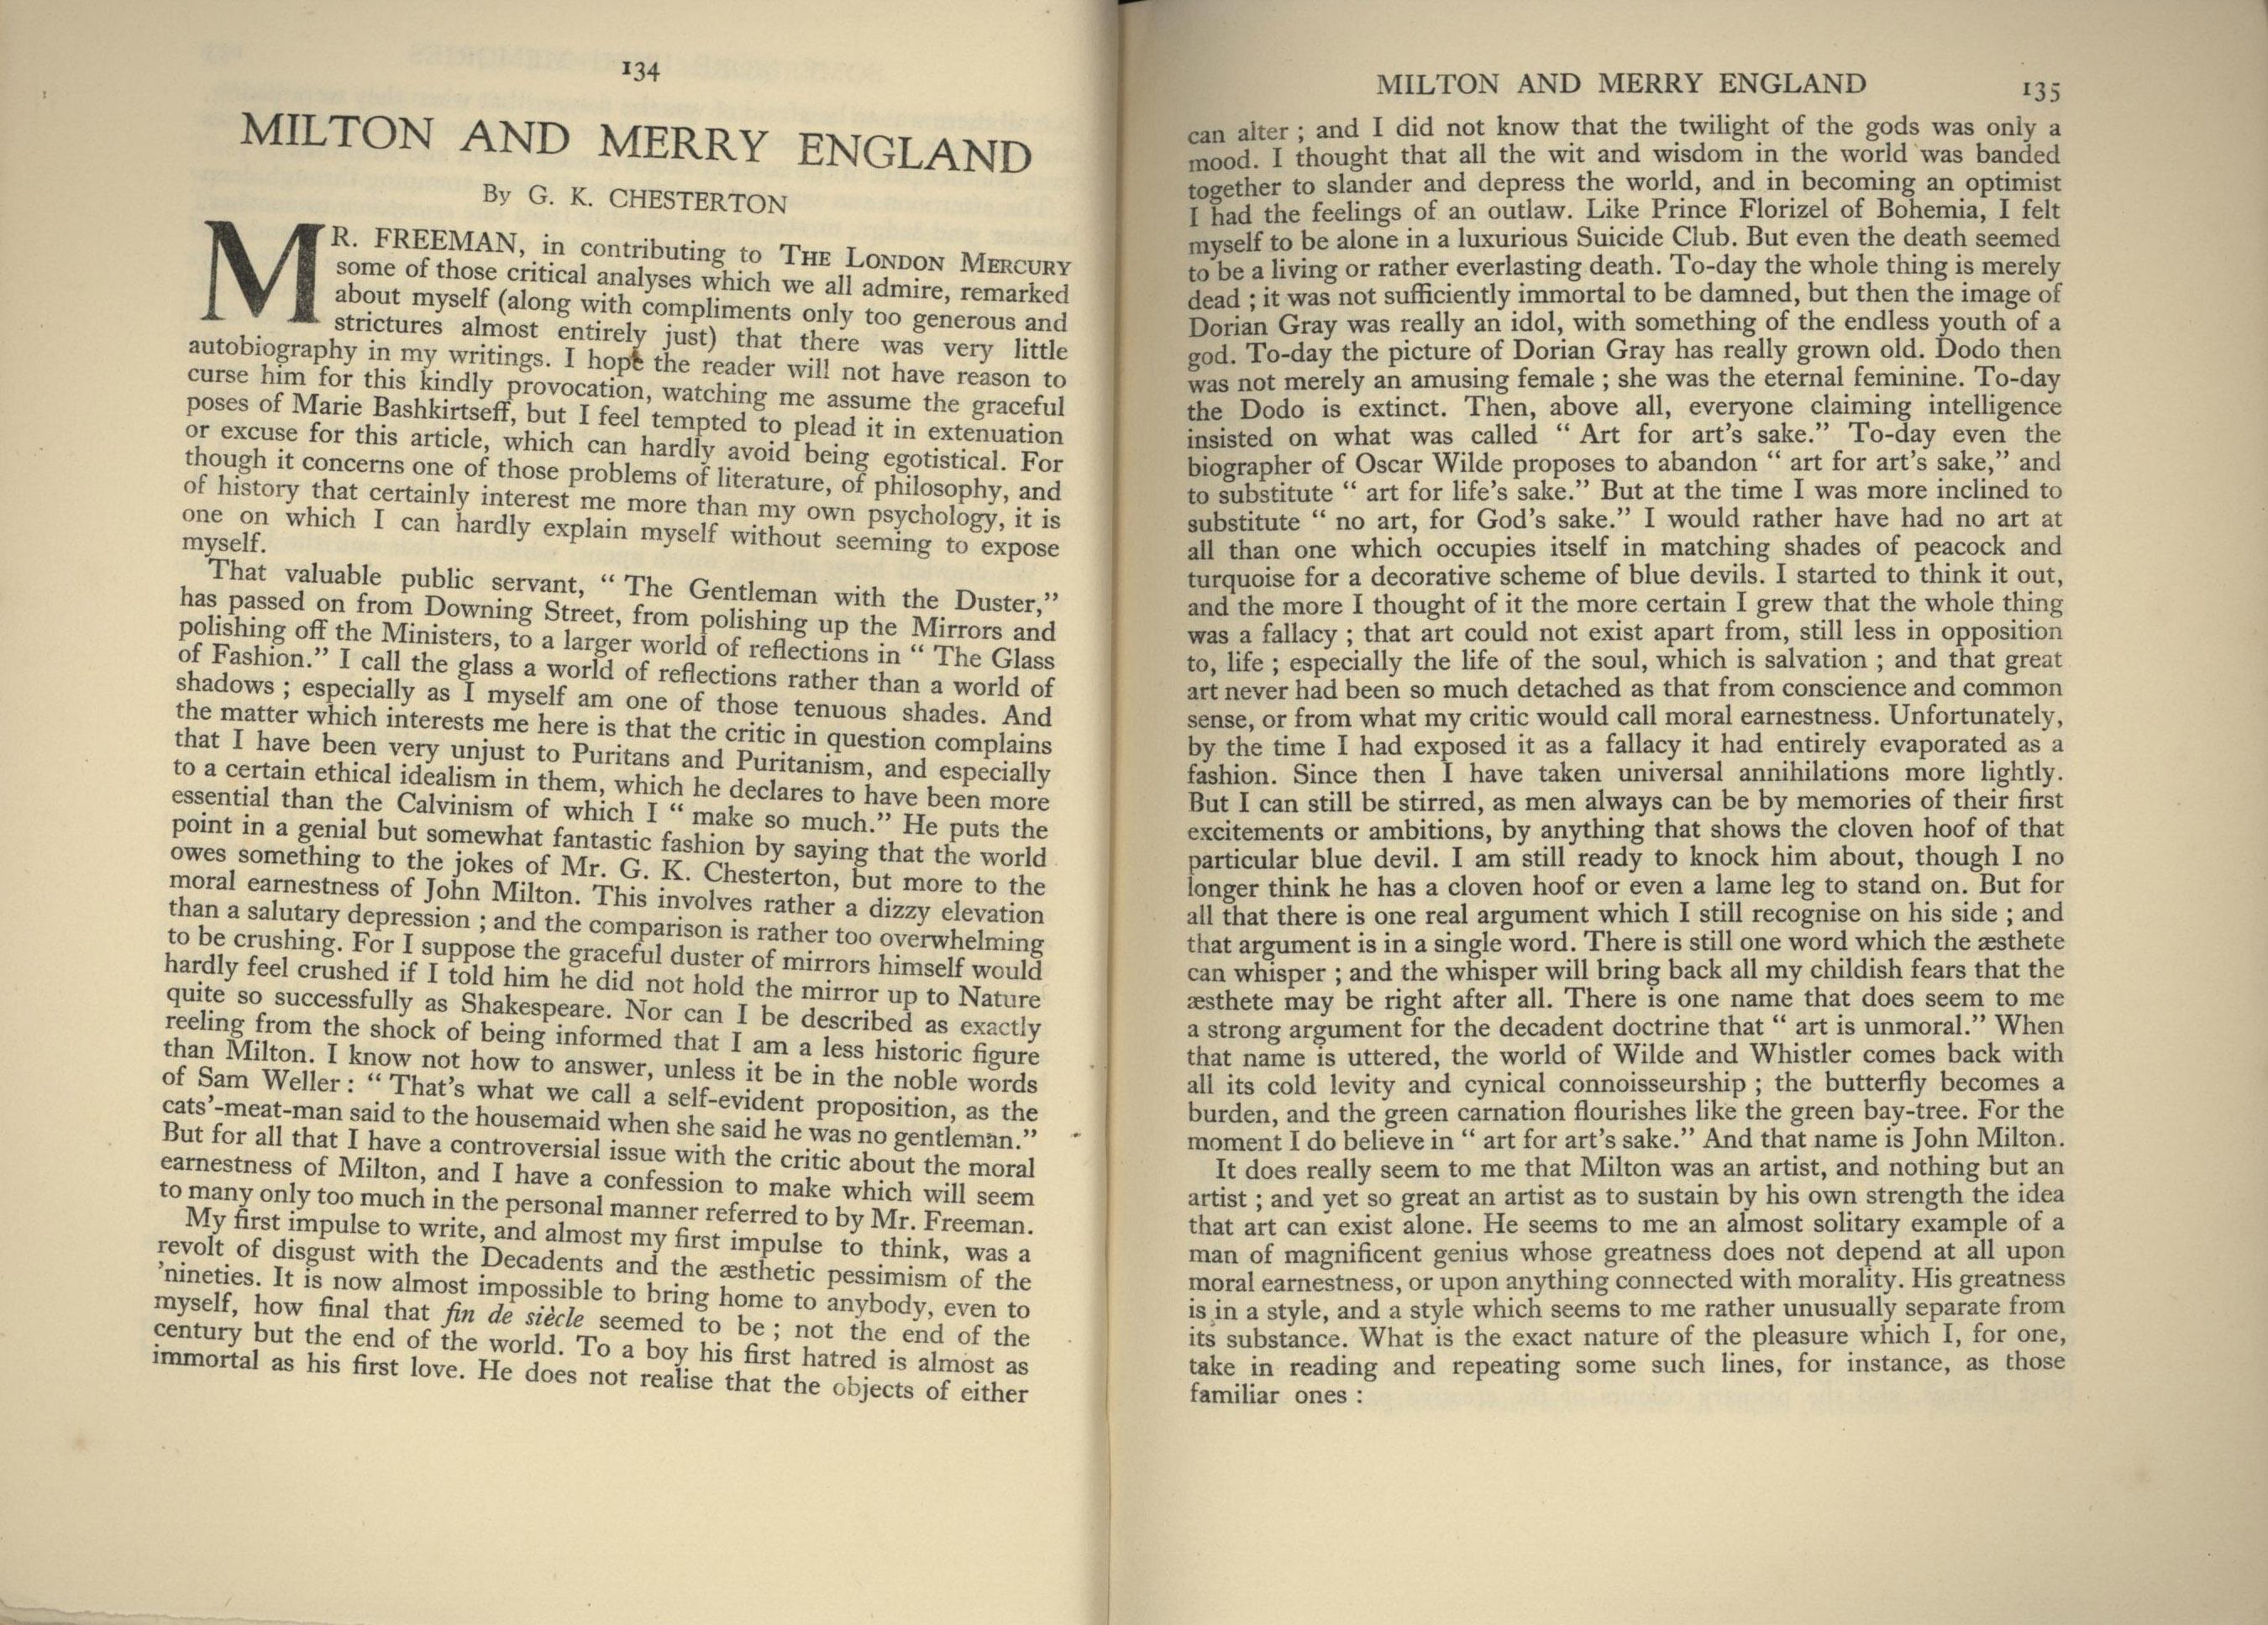 134
MILTON AND MERRY ENGLAND
By G. K. CHESTERTON
MR. FREEMAN, in contributing to THE LONDON MERCURY
some of those critical analyses which we all admire, remarked
about myself (along with compliments only too generous and
strictures almost entirely just) that there was very little
autobiography in my writings. I hope the reader will not have reason to
curse him for this kindly provocation, watching me assume the graceful
poses of Marie Bashkirtseff, but I feel tempted to plead it in extenuation
or excuse for this article, which can hardly avoid being egotistical. For
though it concerns one of those problems of literature, of philosophy, and
of history that certainly interest me more than my own psychology, it is
one on which I can hardly explain myself without seeming to expose
myself.
That valuable public servant, “ The Gentleman with the Duster,”
has passed on from Downing Street, from polishing up the Mirrors and
polishing off the Ministers, to a larger world of reflections in “ The Glass
of Fashion.” I call the glass a world of reflections rather than a world of
shadows ; especially as I myself am one of those tenuous shades. And
the matter which interests me here is that the critic in question complains
that I have been very unjust to Puritans and Puritanism, and especially
to a certain ethical idealism in them, which he declares to have been more
essential than the Calvinism of which I “ make so much.” He puts the
point in a genial but somewhat fantastic fashion by saying that the world
owes something to the jokes of Mr. G. K. Chesterton, but more to the
moral earnestness of John Milton. This involves rather a dizzy elevation
than a salutary depression ; and the comparison is rather too overwhelming
to be crushing. For I suppose the graceful duster of mirrors himself would
hardly feel crushed if I told him he did not hold the mirror up to Nature
quite so successfully as Shakespeare. Nor can I be described as exactly
reeling from the shock of being informed that I am a less historic figure
than Milton. I know not how to answer, unless it be in the noble words
of Sam Weller : “ That’s what we call a self-evident proposition, as the
cats’-meat-man said to the housemaid when she said he was no gentleman.”
But for all that I have a controversial issue with the critic about the moral
earnestness of Milton, and I have a confession to make which will seem
to many only too much in the personal manner referred to by Mr. Freeman.
My first impulse to write, and almost my first impulse to think, was a
revolt of disgust with the Decadents and the æsthetic pessimism of the
’nineties. It is now almost impossible to bring home to anybody, even to
myself, how final that fin de siècle seemed to be ; not the end of the
century but the end of the world. To a boy his first hatred is almost as
immortal as his first love. He does not realise that the objects of either
MILTON AND MERRY ENGLAND 135
can alter ; and I did not know that the twilight of the gods was only a
mood. I thought that all the wit and wisdom in the world was banded
together to slander and depress the world, and in becoming an optimist
I had the feelings of an outlaw. Like Prince Florizel of Bohemia, I felt
myself to be alone in a luxurious Suicide Club. But even the death seemed
to be a living or rather everlasting death. To-day the whole thing is merely
dead ; it was not sufficiently immortal to be damned, but then the image of
Dorian Gray was really an idol, with something of the endless youth of a
god. To-day the picture of Dorian Gray has really grown old. Dodo then
was not merely an amusing female ; she was the eternal feminine. To-day
the Dodo is extinct. Then, above all, everyone claiming intelligence
insisted on what was called “ Art for art’s sake.” To-day even the
biographer of Oscar Wilde proposes to abandon “ art for art’s sake,” and
to substitute “ art for life’s sake.” But at the time I was more inclined to
substitute “ no art, for God’s sake.” I would rather have had no art at
all than one which occupies itself in matching shades of peacock and
turquoise for a decorative scheme of blue devils. I started to think it out,
and the more I thought of it the more certain I grew that the whole thing
was a fallacy ; that art could not exist apart from, still less in opposition
to, life ; especially the life of the soul, which is salvation ; and that great
art never had been so much detached as that from conscience and common
sense, or from what my critic would call moral earnestness. Unfortunately,
by the time I had exposed it as a fallacy it had entirely evaporated as a
fashion. Since then I have taken universal annihilations more lightly.
But I can still be stirred, as men always can be by memories of their first
excitements or ambitions, by anything that shows the cloven hoof of that
particular blue devil. I am still ready to knock him about, though I no
longer think he has a cloven hoof or even a lame leg to stand on. But for
all that there is one real argument which I still recognise on his side ; and
that argument is in a single word. There is still one word which the æsthete
can whisper ; and the whisper will bring back all my childish fears that the
æsthete may be right after all. There is one name that does seem to me
a strong argument for the decadent doctrine that “ art is unmoral.” When
that name is uttered, the world of Wilde and Whistler comes back with
all its cold levity and cynical connoisseurship ; the butterfly becomes a
burden, and the green carnation flourishes like the green bay-tree. For the
moment I do believe in “ art for art’s sake.” And that name is John Milton.
It does really seem to me that Milton was an artist, and nothing but an
artist ; and yet so great an artist as to sustain by his own strength the idea
that art can exist alone. He seems to me an almost solitary example of a
man of magnificent genius whose greatness does not depend at all upon
moral earnestness, or upon anything connected with morality. His greatness
is in a style, and a style which seems to me rather unusually separate from
its substance. What is the exact nature of the pleasure which I, for one,
take in reading and repeating some such lines, for instance, as those
familiar ones :